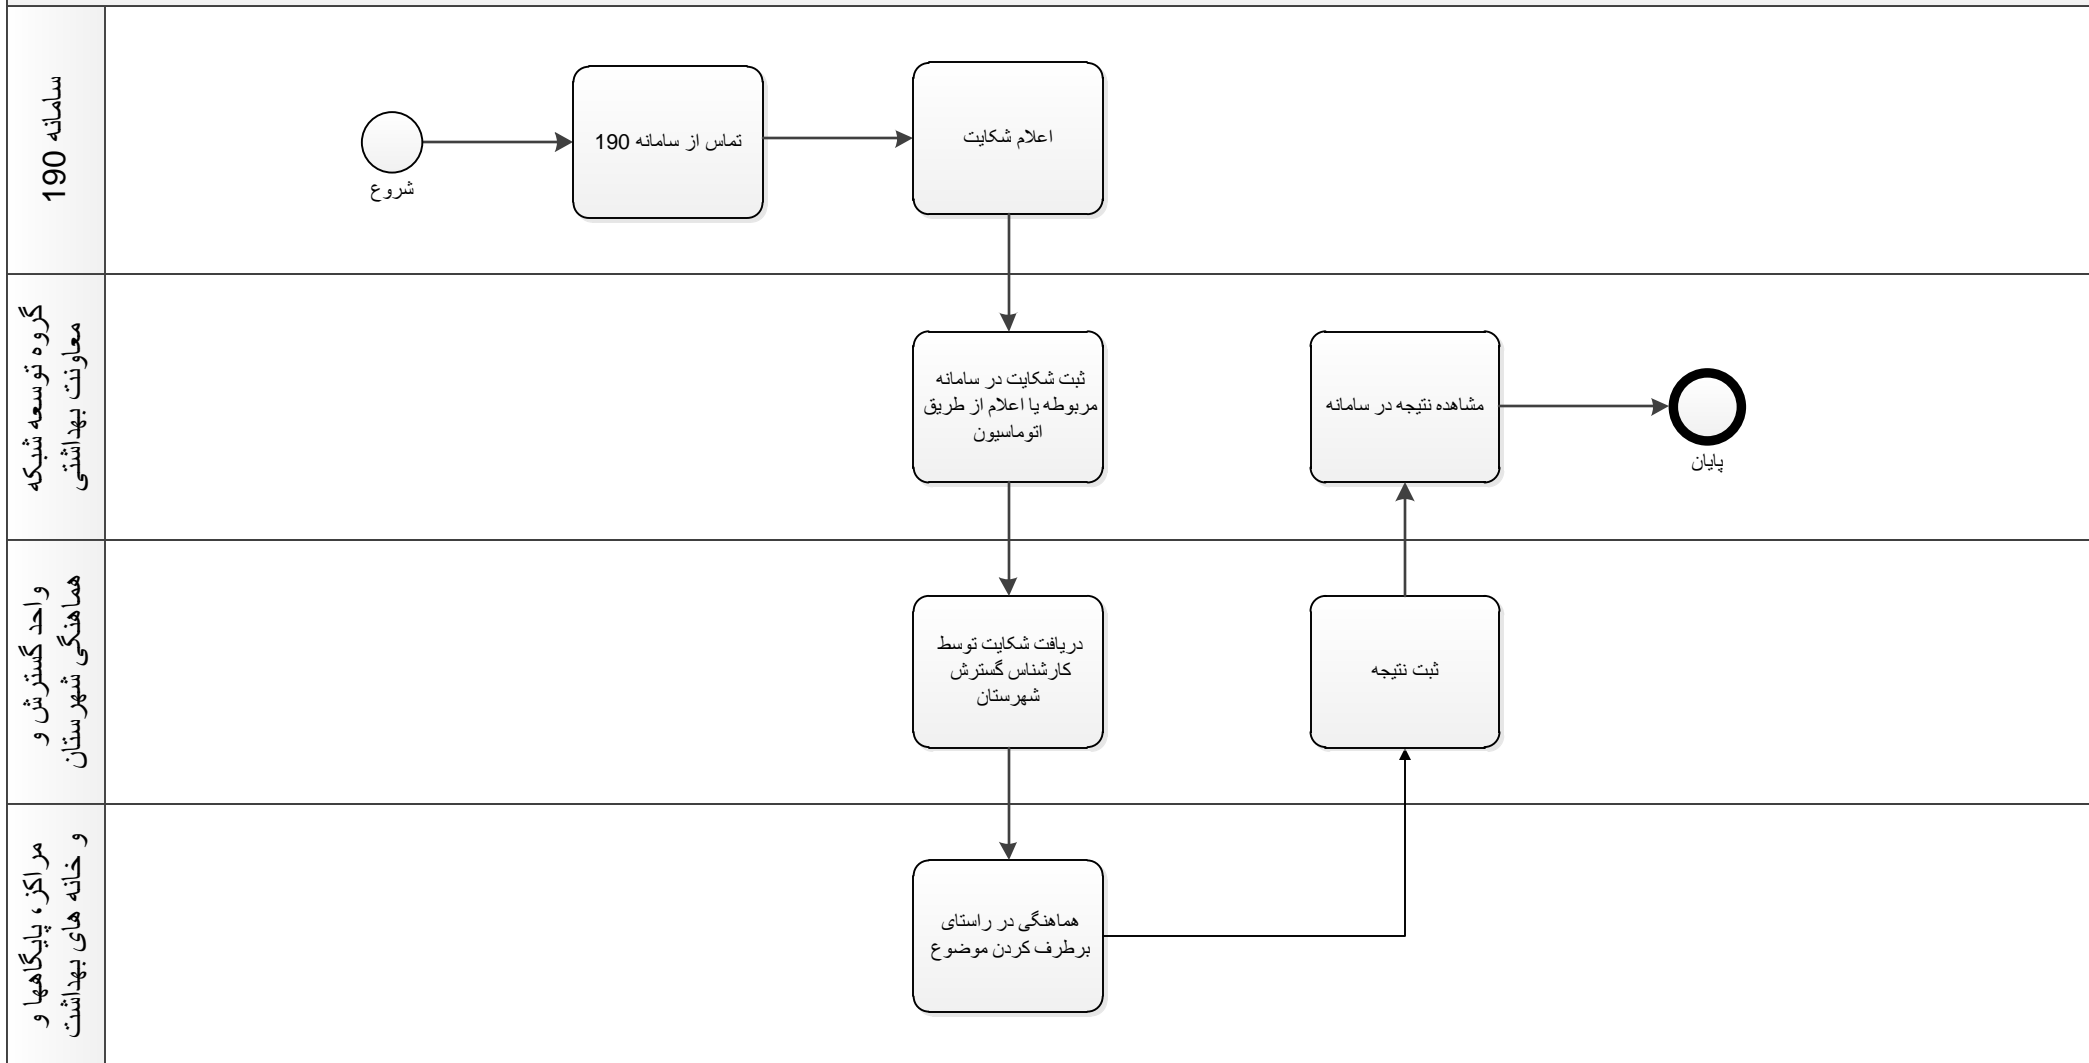 سامانه 190
شروع
تماس از سامانه 190
اعلام شکایت
گروه توسعه شبکه
معاونت بهداشتی
ثبت شکایت در سامانه
مربوطه یا اعلام از طریق
اتوماسیون
مشاهده نتیجه در سامانه
پایان
واحد گسترش و
هماهنگی شهرستان
دریافت شکایت توسط
کارشناس گسترش
شهرستان
ثبت نتیجه
مراکز، پایگاهها و
و خانه های بهداشت
هماهنگی در راستای
برطرف کردن موضوع